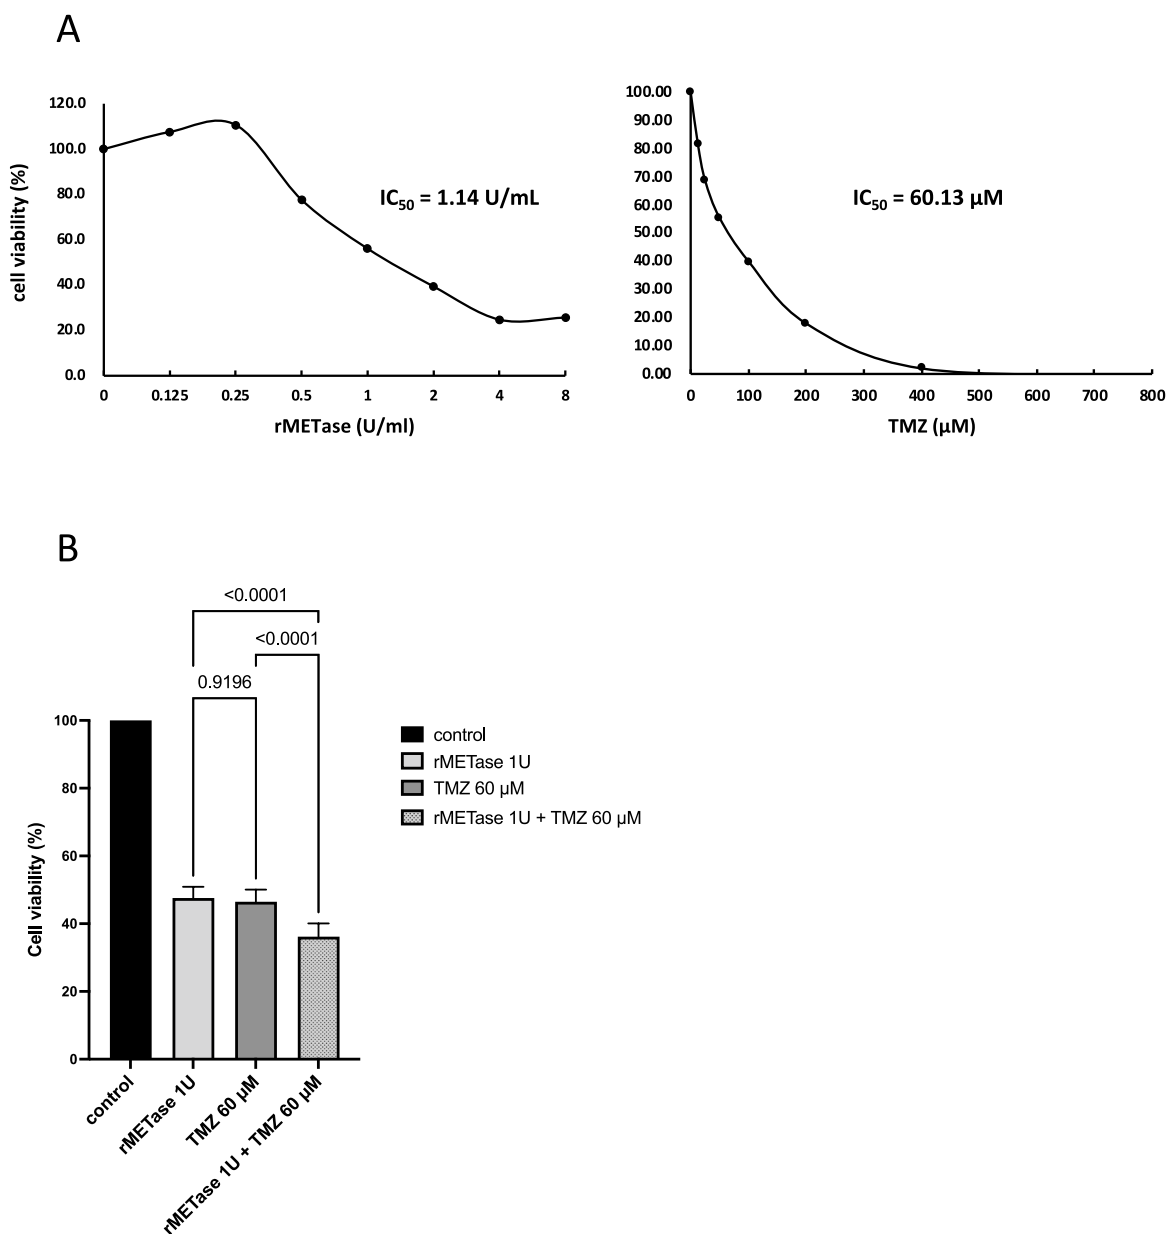 A
120.0
100.0
80.0
60.0
40.0
20.0
0.0
cell viability (%)
IC50 = 1.14 U/mL
0 0.125 0.25 0.5 1 2 4 8
rMETase (U/ml)
100.00
90.00
80.00
70.00
60.00
50.00
40.00
30.00
20.00
10.00
0.00
IC50 = 60.13 µM
0 100 200 300 400 500 600 700 800
TMZ (µM)
B
<0.0001
<0.0001
0.9196
100
80
60
40
20
0
Cell viability (%)
control
rMETase 1U
TMZ 60 µM
rMETase 1U + TMZ 60 µM
control
rMETase 1U
TMZ 60 µM
rMETase 1U + TMZ 60 µM